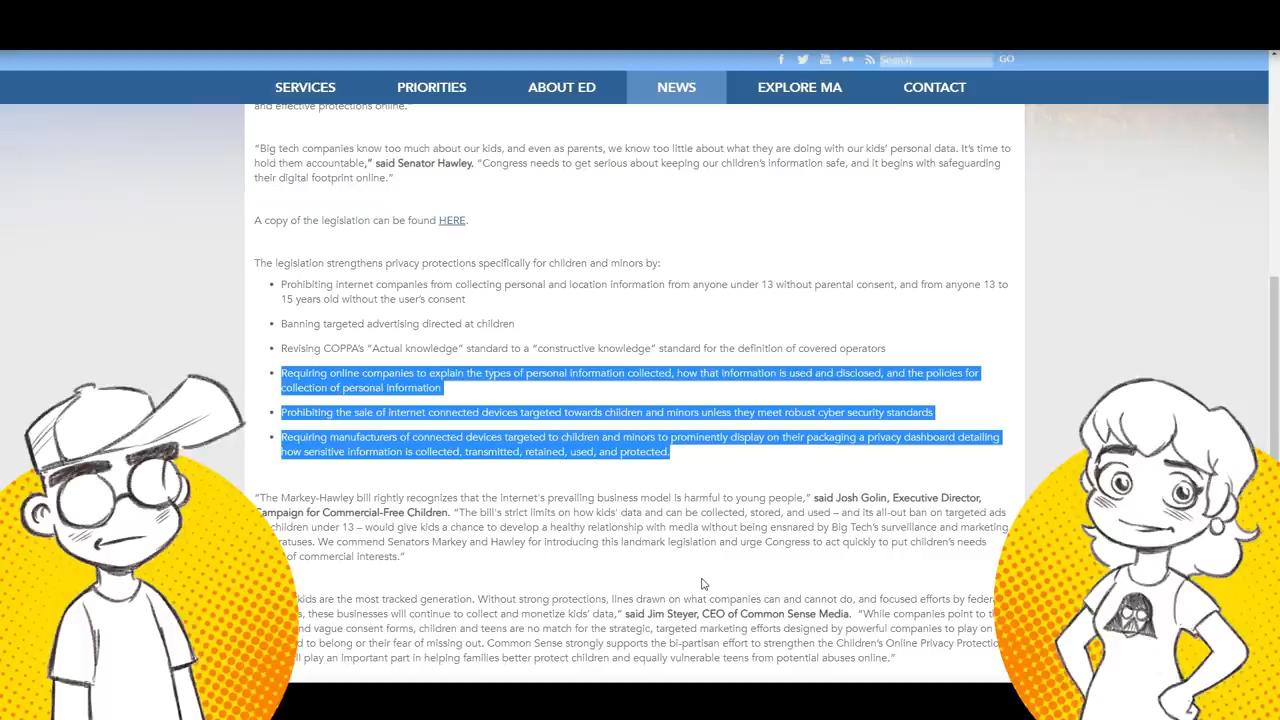 Search
GO
SERVICES
PRIORITIES
ABOUT ED
NEWS
EXPLORE MA
CONTACT
and effective protections online."
“Big tech companies know too much about our kids, and even as parents, we know too little about what they are doing with our kids’ personal data. It’s time to
hold them accountable,” said Senator Hawley. “Congress needs to get serious about keeping our children’s information safe, and it begins with safeguarding
their digital footprint online.”
A copy of the legislation can be found HERE.
The legislation strengthens privacy protections specifically for children and minors by:
• Prohibiting internet companies from collecting personal and location information from anyone under 13 without parental consent, and from anyone 13 to
15 years old without the user’s consent
• Banning targeted advertising directed at children
• Revising COPPA’s “Actual knowledge” standard to a “constructive knowledge” standard for the definition of covered operators
• Requiring online companies to explain the types of personal information collected, how that information is used and disclosed, and the policies for
collection of personal information
• Prohibiting the sale of internet connected devices targeted towards children and minors unless they meet robust cyber security standards
• Requiring manufacturers of connected devices targeted to children and minors to prominently display on their packaging a privacy dashboard detailing
how sensitive information is collected, transmitted, retained, used, and protected.
“The Markey-Hawley bill rightly recognizes that the internet's prevailing business model is harmful to young people,” said Josh Golin, Executive Director,
Campaign for Commercial-Free Children. “The bill's strict limits on how kids' data and can be collected, stored, and used – and its all-out ban on targeted ads
children under 13 – would give kids a chance to develop a healthy relationship with media without being ensnared by Big Tech’s surveillance and marketing
We commend Senators Markey and Hawley for introducing this landmark legislation and urge Congress to act quickly to put children’s needs
of commercial interests.”
kids are the most tracked generation. Without strong protections, lines drawn on what companies can and cannot do, and focused efforts by
these businesses will continue to collect and monetize kids’ data,” said Jim Steyer, CEO of Common Sense Media. “While companies point to
and vague consent forms, children and teens are no match for the strategic, targeted marketing efforts designed by powerful companies to play on
to belong or their fear of missing out. Common Sense strongly supports the bi-partisan effort to strengthen the Children’s Online Privacy
play an important part in helping families better protect children and equally vulnerable teens from potential abuses online.”